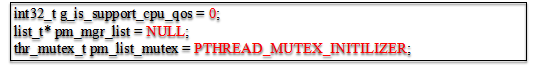 int32_t g_is_support_cpu_qos = 0;
list_t* pm_mgr_list = NULL;
thr_mutex_t pm_list_mutex = PTHREAD_MUTEX_INITILIZER;